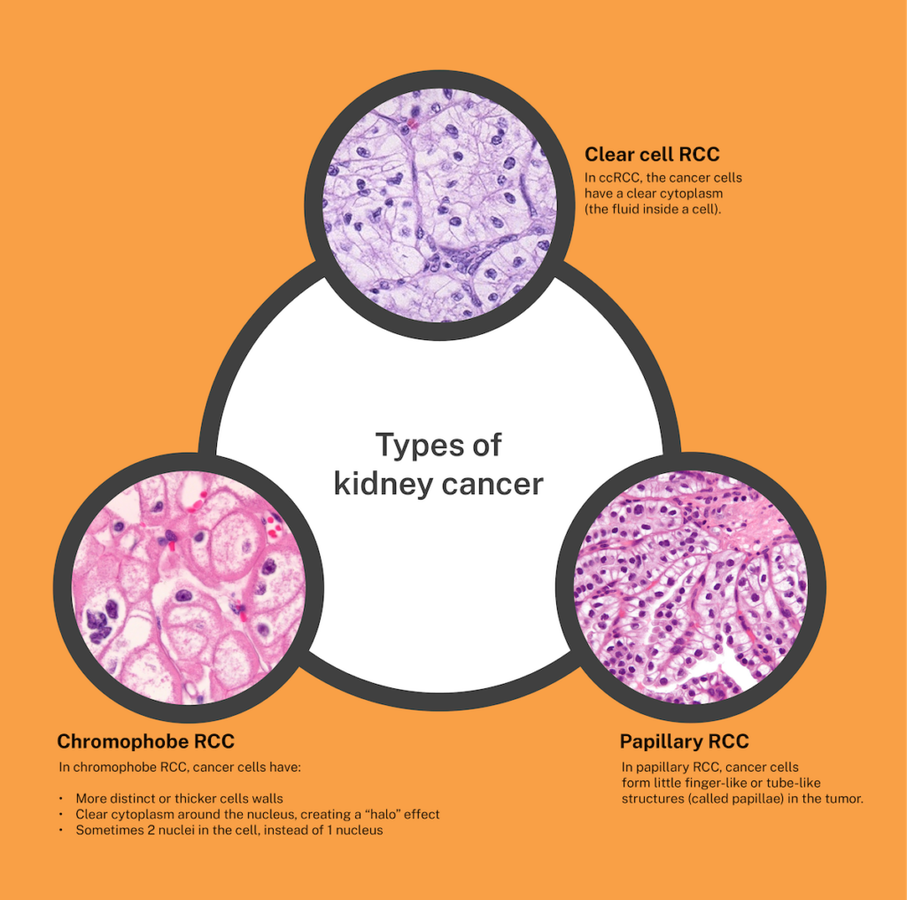 Clear cell RCC
In ccRCC, the cancer cells
have a clear cytoplasm
(the fluid inside a cell).
Types of
kidney cancer
Chromophobe RCC
In chromophobe RCC, cancer cells have:
• More distinct or thicker cells walls
• Clear cytoplasm around the nucleus, creating a “halo” effect
• Sometimes 2 nuclei in the cell, instead of 1 nucleus
Papillary RCC
In papillary RCC, cancer cells
form little finger-like or tube-like
structures (called papillae) in the tumor.